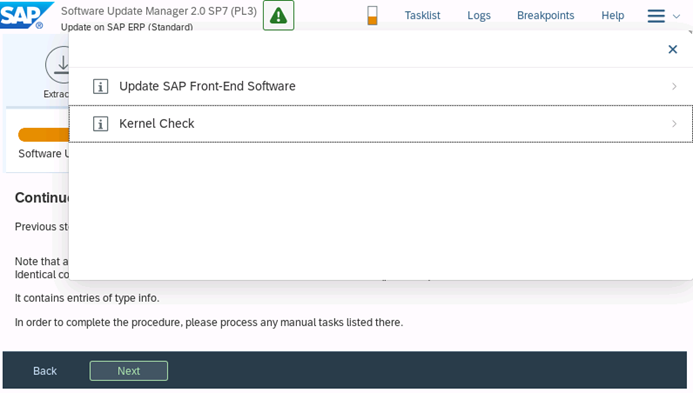 SAP®
Software Update Manager 2.0 SP7 (PL3)
Update on SAP ERP (Standard)
Tasklist
Logs
Breakpoints
Help
Extrac
Update SAP Front-End Software
Kernel Check
Software U
Continu
Previous st
Note that a
Identical co
It contains entries of type info.
In order to complete the procedure, please process any manual tasks listed there.
Back
Next